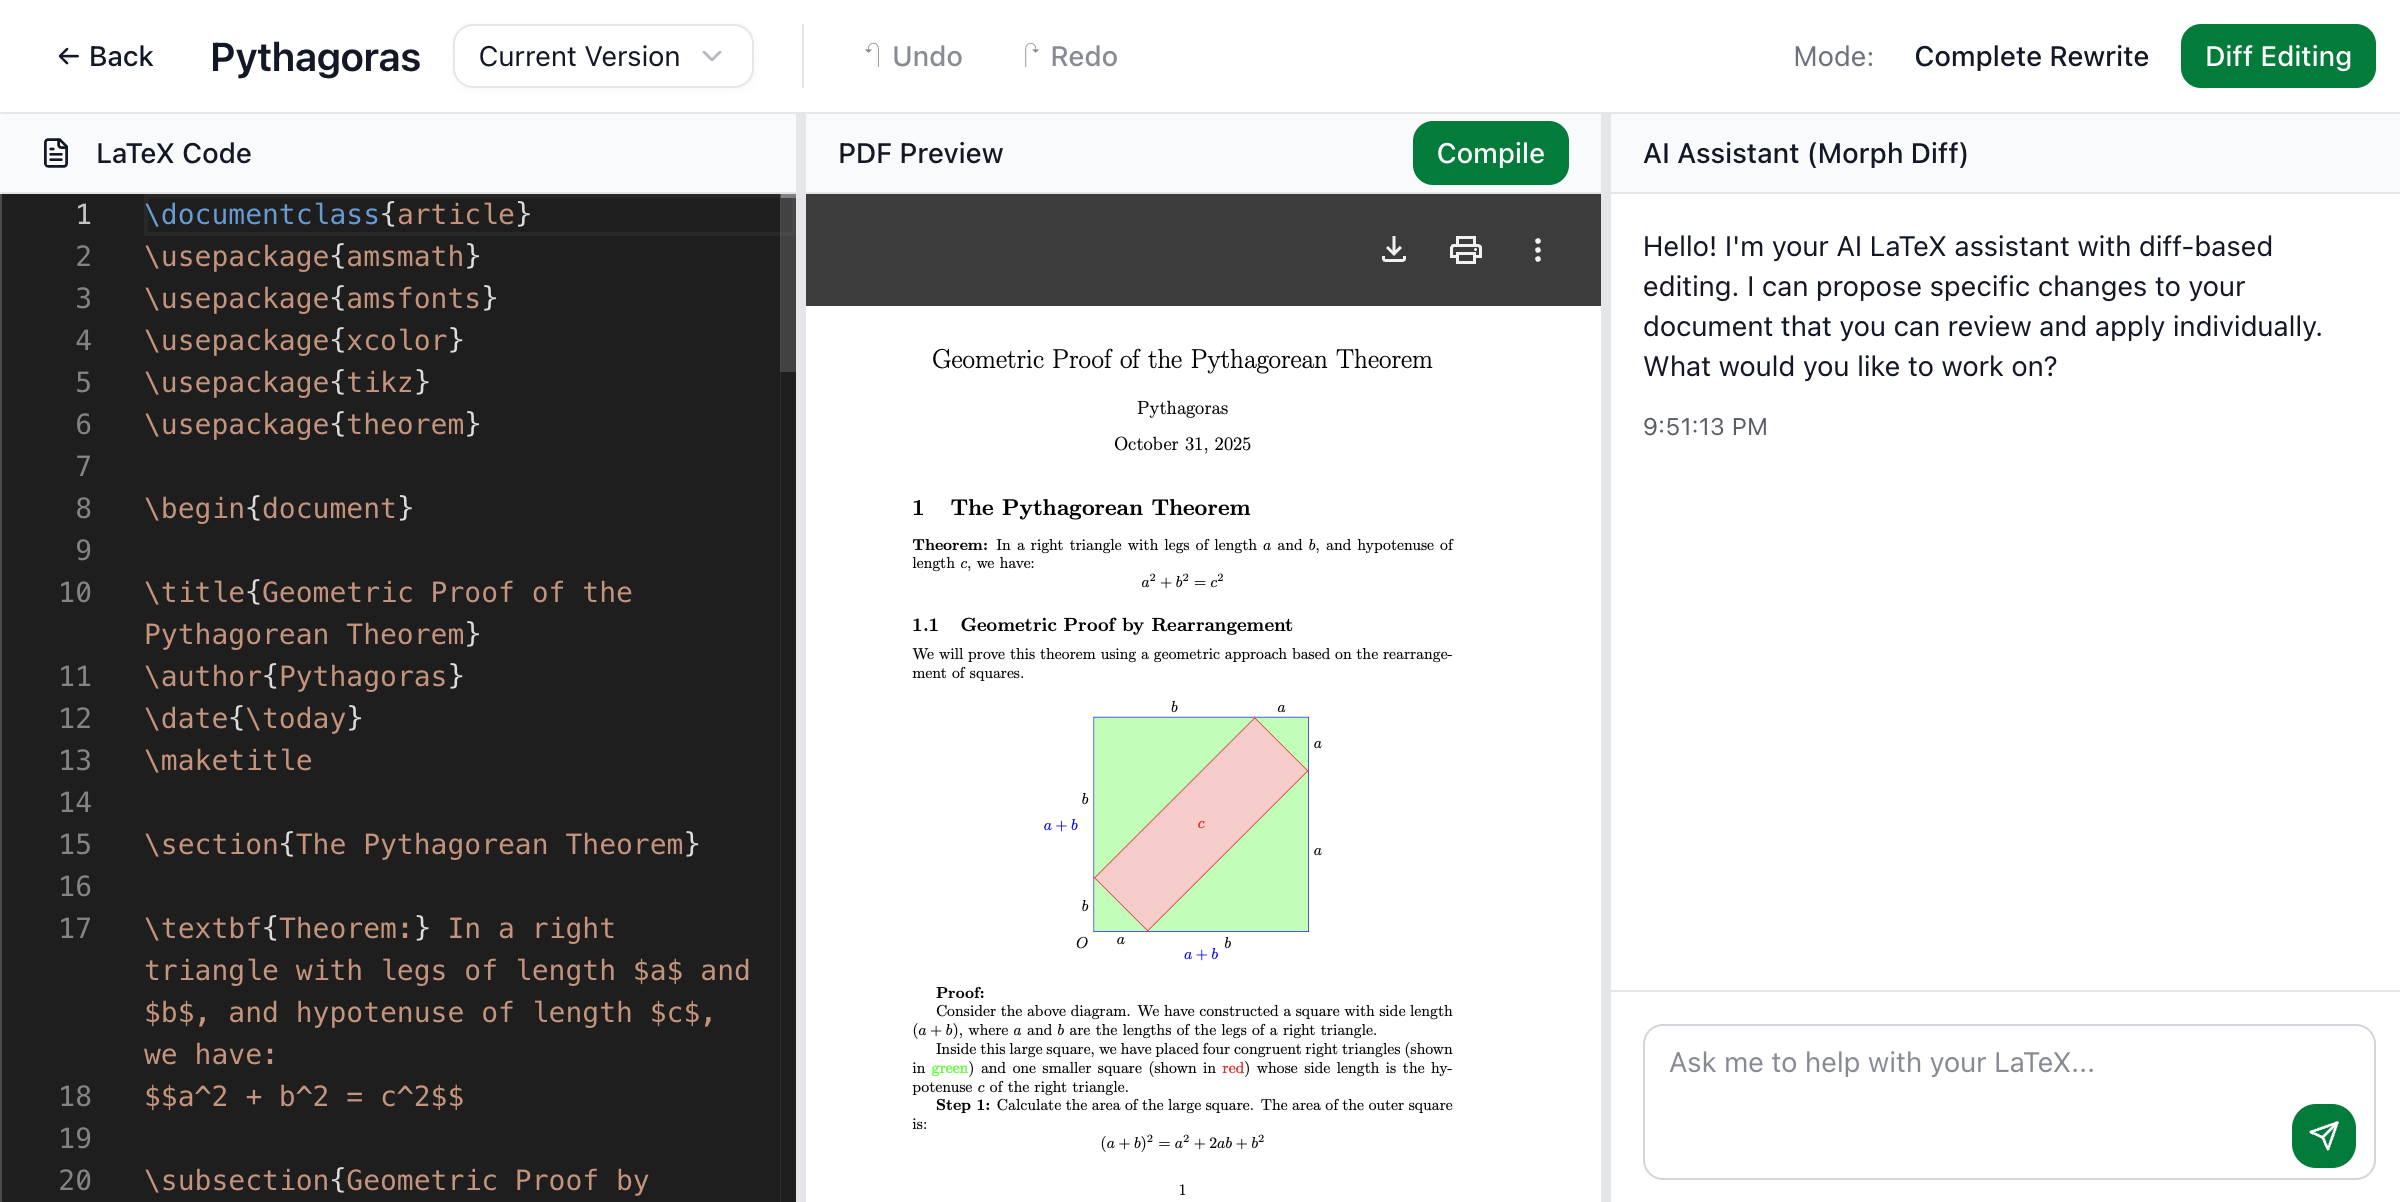 ← Back
Pythagoras
Current Version
Undo
Redo
Mode:
Complete Rewrite
Diff Editing
LaTeX Code
1 \documentclass{article}
2 \usepackage{amsmath}
3 \usepackage{amsfonts}
4 \usepackage{xcolor}
5 \usepackage{tikz}
6 \usepackage{theorem}
7
8 \begin{document}
9
10 \title{Geometric Proof of the
Pythagorean Theorem}
11 \author{Pythagoras}
12 \date{\today}
13 \maketitle
14
15 \section{The Pythagorean Theorem}
16
17 \textbf{Theorem:} In a right
triangle with legs of length $a$ and
$b$, and hypotenuse of length $c$,
we have:
18 $$a^2 + b^2 = c^2$$
19
20 \subsection{Geometric Proof by
PDF Preview
Compile
Geometric Proof of the Pythagorean Theorem
Pythagoras
October 31, 2025
1 The Pythagorean Theorem
Theorem: In a right triangle with legs of length a and b, and hypotenuse of
length c, we have:
a² + b² = c²
1.1 Geometric Proof by Rearrangement
We will prove this theorem using a geometric approach based on the rearrange-
ment of squares.
b a
a
b
a + b
c
a
b
O a b
a + b
Proof:
Consider the above diagram. We have constructed a square with side length
(a + b), where a and b are the lengths of the legs of a right triangle.
Inside this large square, we have placed four congruent right triangles (shown
in green) and one smaller square (shown in red) whose side length is the hy-
potenuse c of the right triangle.
Step 1: Calculate the area of the large square. The area of the outer square
is:
(a + b)² = a² + 2ab + b²
1
AI Assistant (Morph Diff)
Hello! I'm your AI LaTeX assistant with diff-based
editing. I can propose specific changes to your
document that you can review and apply individually.
What would you like to work on?
9:51:13 PM
Ask me to help with your LaTeX...